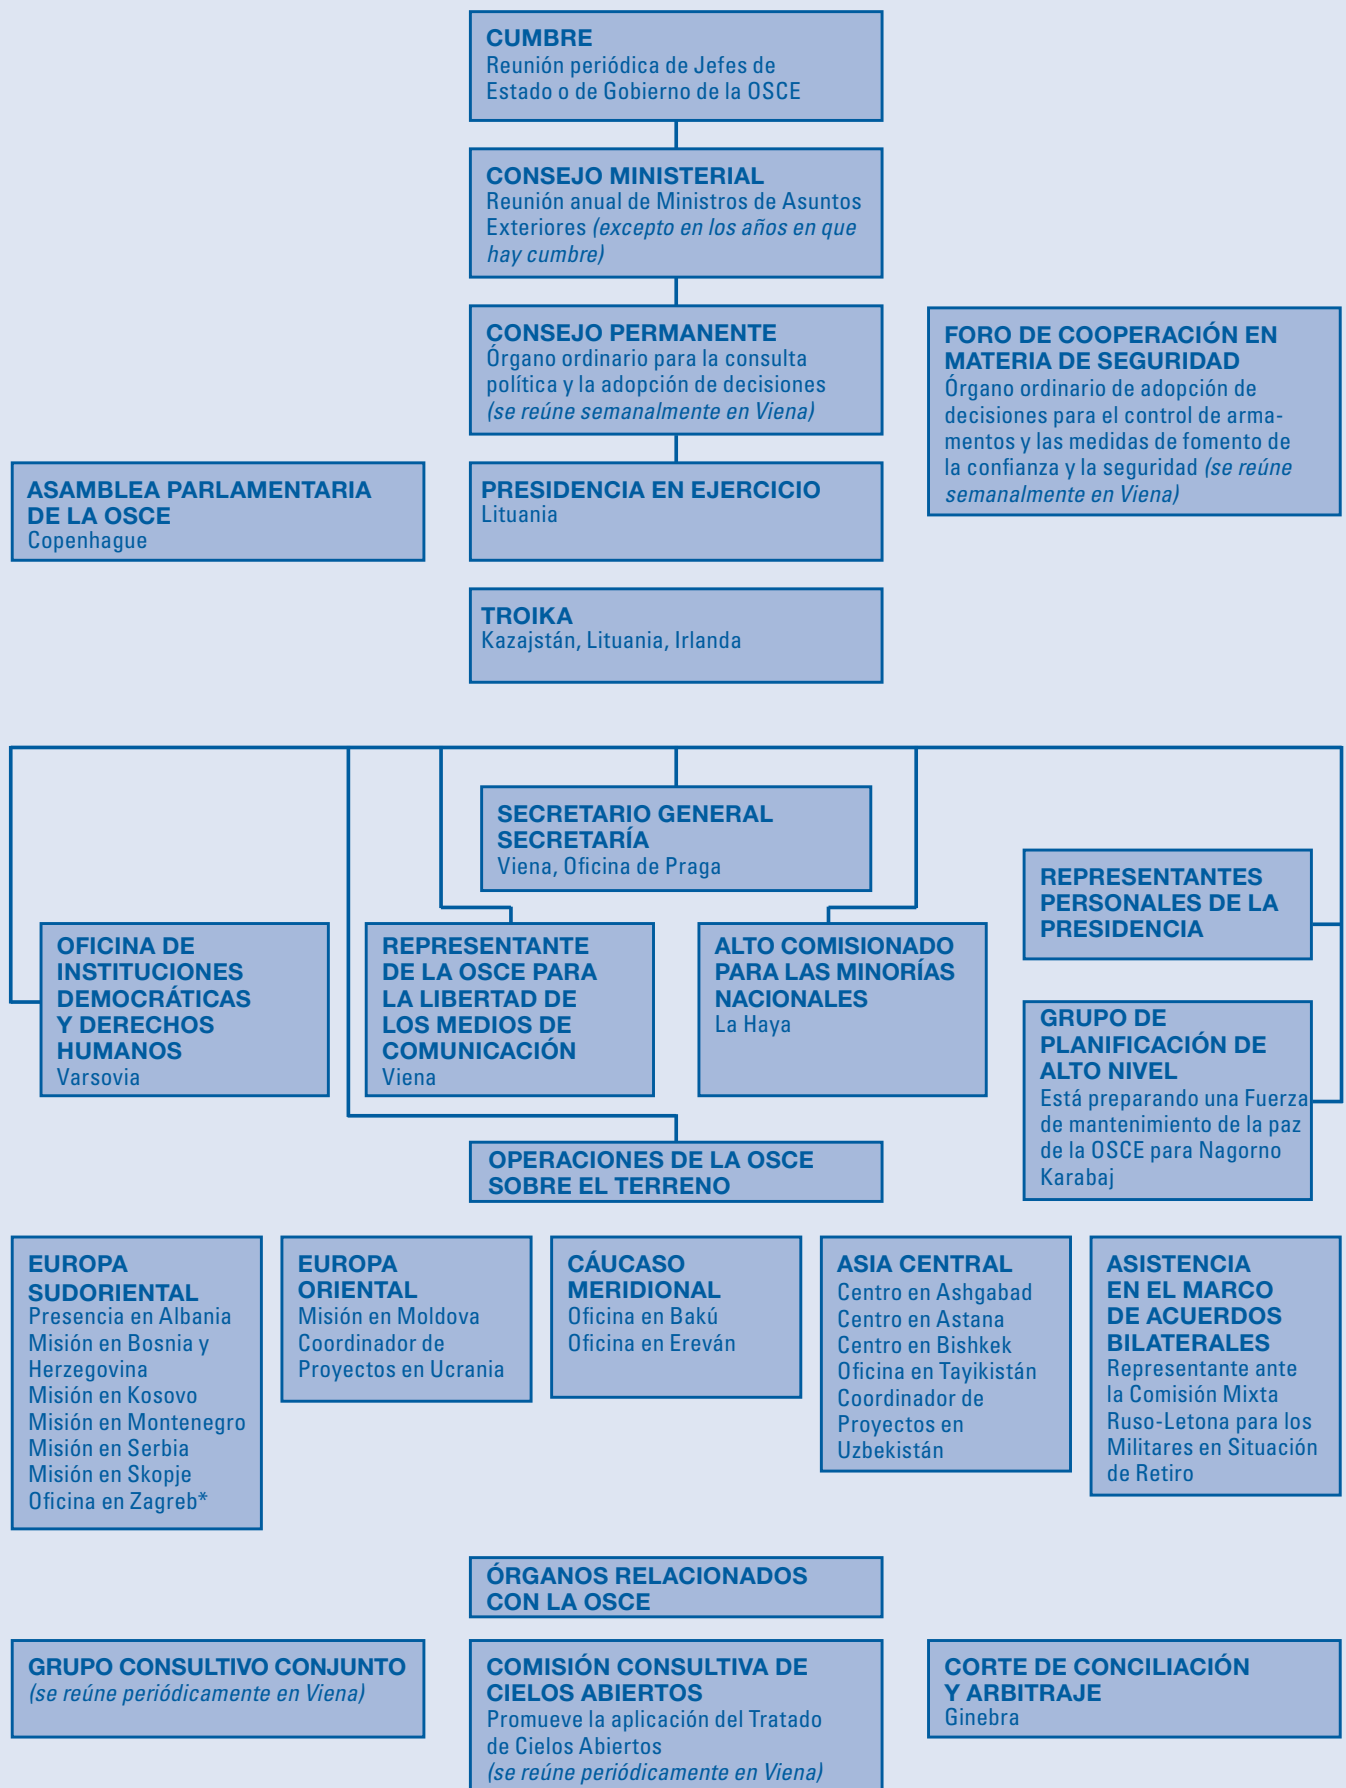 CUMBRE
Reunión periódica de Jefes de
Estado o de Gobierno de la OSCE
CONSEJO MINISTERIAL
Reunión anual de Ministros de Asuntos
Exteriores (excepto en los años en que
hay cumbre)
CONSEJO PERMANENTE
Órgano ordinario para la consulta
política y la adopción de decisiones
(se reúne semanalmente en Viena)
FORO DE COOPERACIÓN EN
MATERIA DE SEGURIDAD
Órgano ordinario de adopción de
decisiones para el control de arma-
mentos y las medidas de fomento de
la confianza y la seguridad (se reúne
semanalmente en Viena)
ASAMBLEA PARLAMENTARIA
DE LA OSCE
Copenhague
PRESIDENCIA EN EJERCICIO
Lituania
TROIKA
Kazajstán, Lituania, Irlanda
SECRETARIO GENERAL
SECRETARÍA
Viena, Oficina de Praga
REPRESENTANTES
PERSONALES DE LA
PRESIDENCIA
OFICINA DE
INSTITUCIONES
DEMOCRÁTICAS
Y DERECHOS
HUMANOS
Varsovia
REPRESENTANTE
DE LA OSCE PARA
LA LIBERTAD DE
LOS MEDIOS DE
COMUNICACIÓN
Viena
ALTO COMISIONADO
PARA LAS MINORÍAS
NACIONALES
La Haya
GRUPO DE
PLANIFICACIÓN DE
ALTO NIVEL
Está preparando una Fuerza
de mantenimiento de la paz
de la OSCE para Nagorno
Karabaj
OPERACIONES DE LA OSCE
SOBRE EL TERRENO
EUROPA
SUDORIENTAL
Presencia en Albania
Misión en Bosnia y
Herzegovina
Misión en Kosovo
Misión en Montenegro
Misión en Serbia
Misión en Skopje
Oficina en Zagreb*
EUROPA
ORIENTAL
Misión en Moldova
Coordinador de
Proyectos en Ucrania
CÁUCASO
MERIDIONAL
Oficina en Bakú
Oficina en Ereván
ASIA CENTRAL
Centro en Ashgabad
Centro en Astana
Centro en Bishkek
Oficina en Tayikistán
Coordinador de
Proyectos en
Uzbekistán
ASISTENCIA
EN EL MARCO
DE ACUERDOS
BILATERALES
Representante ante
la Comisión Mixta
Ruso-Letona para los
Militares en Situación
de Retiro
ÓRGANOS RELACIONADOS
CON LA OSCE
GRUPO CONSULTIVO CONJUNTO
(se reúne periódicamente en Viena)
COMISIÓN CONSULTIVA DE
CIELOS ABIERTOS
Promueve la aplicación del Tratado
de Cielos Abiertos
(se reúne periódicamente en Viena)
CORTE DE CONCILIACIÓN
Y ARBITRAJE
Ginebra